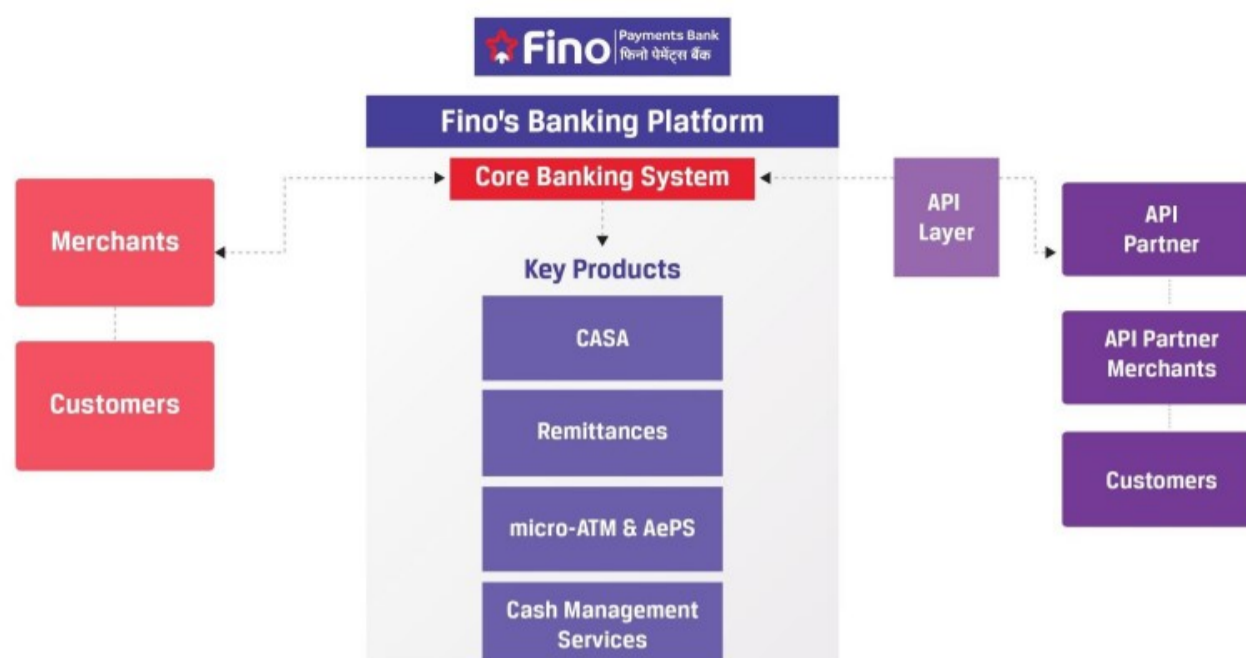 Fino
Payments Bank
फिनो पेमेंट्स बैंक
Fino's Banking Platform
Core Banking System
Merchants
Customers
Key Products
CASA
Remittances
micro-ATM & AePS
Cash Management
Services
API
Layer
API
Partner
API Partner
Merchants
Customers